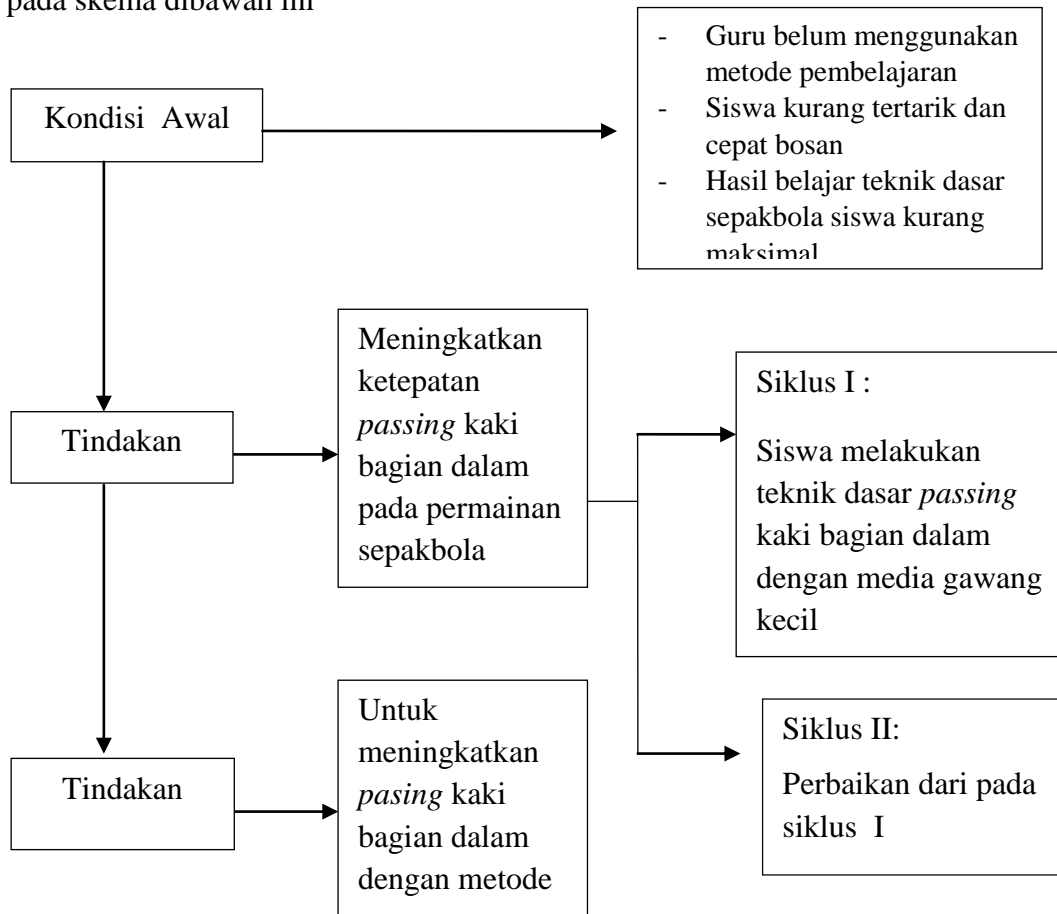 pada skema dibawah ini
Kondisi Awal
- Guru belum menggunakan
metode pembelajaran
- Siswa kurang tertarik dan
cepat bosan
- Hasil belajar teknik dasar
sepakbola siswa kurang
maksimal
Tindakan
Meningkatkan
ketepatan
passing kaki
bagian dalam
pada permainan
sepakbola
Siklus I :
Siswa melakukan
teknik dasar passing
kaki bagian dalam
dengan media gawang
kecil
Siklus II:
Perbaikan dari pada
siklus I
Tindakan
Untuk
meningkatkan
pasing kaki
bagian dalam
dengan metode